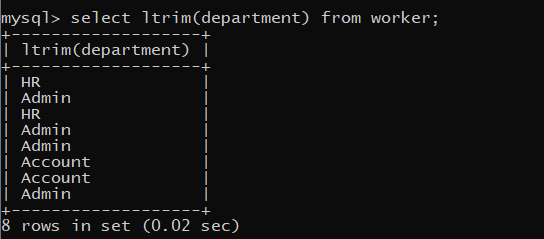 mysql> select ltrim(department) from worker;
+-------------------+
| ltrim(department) |
+-------------------+
| HR                |
| Admin             |
| HR                |
| Admin             |
| Admin             |
| Account           |
| Account           |
| Admin             |
+-------------------+
8 rows in set (0.02 sec)